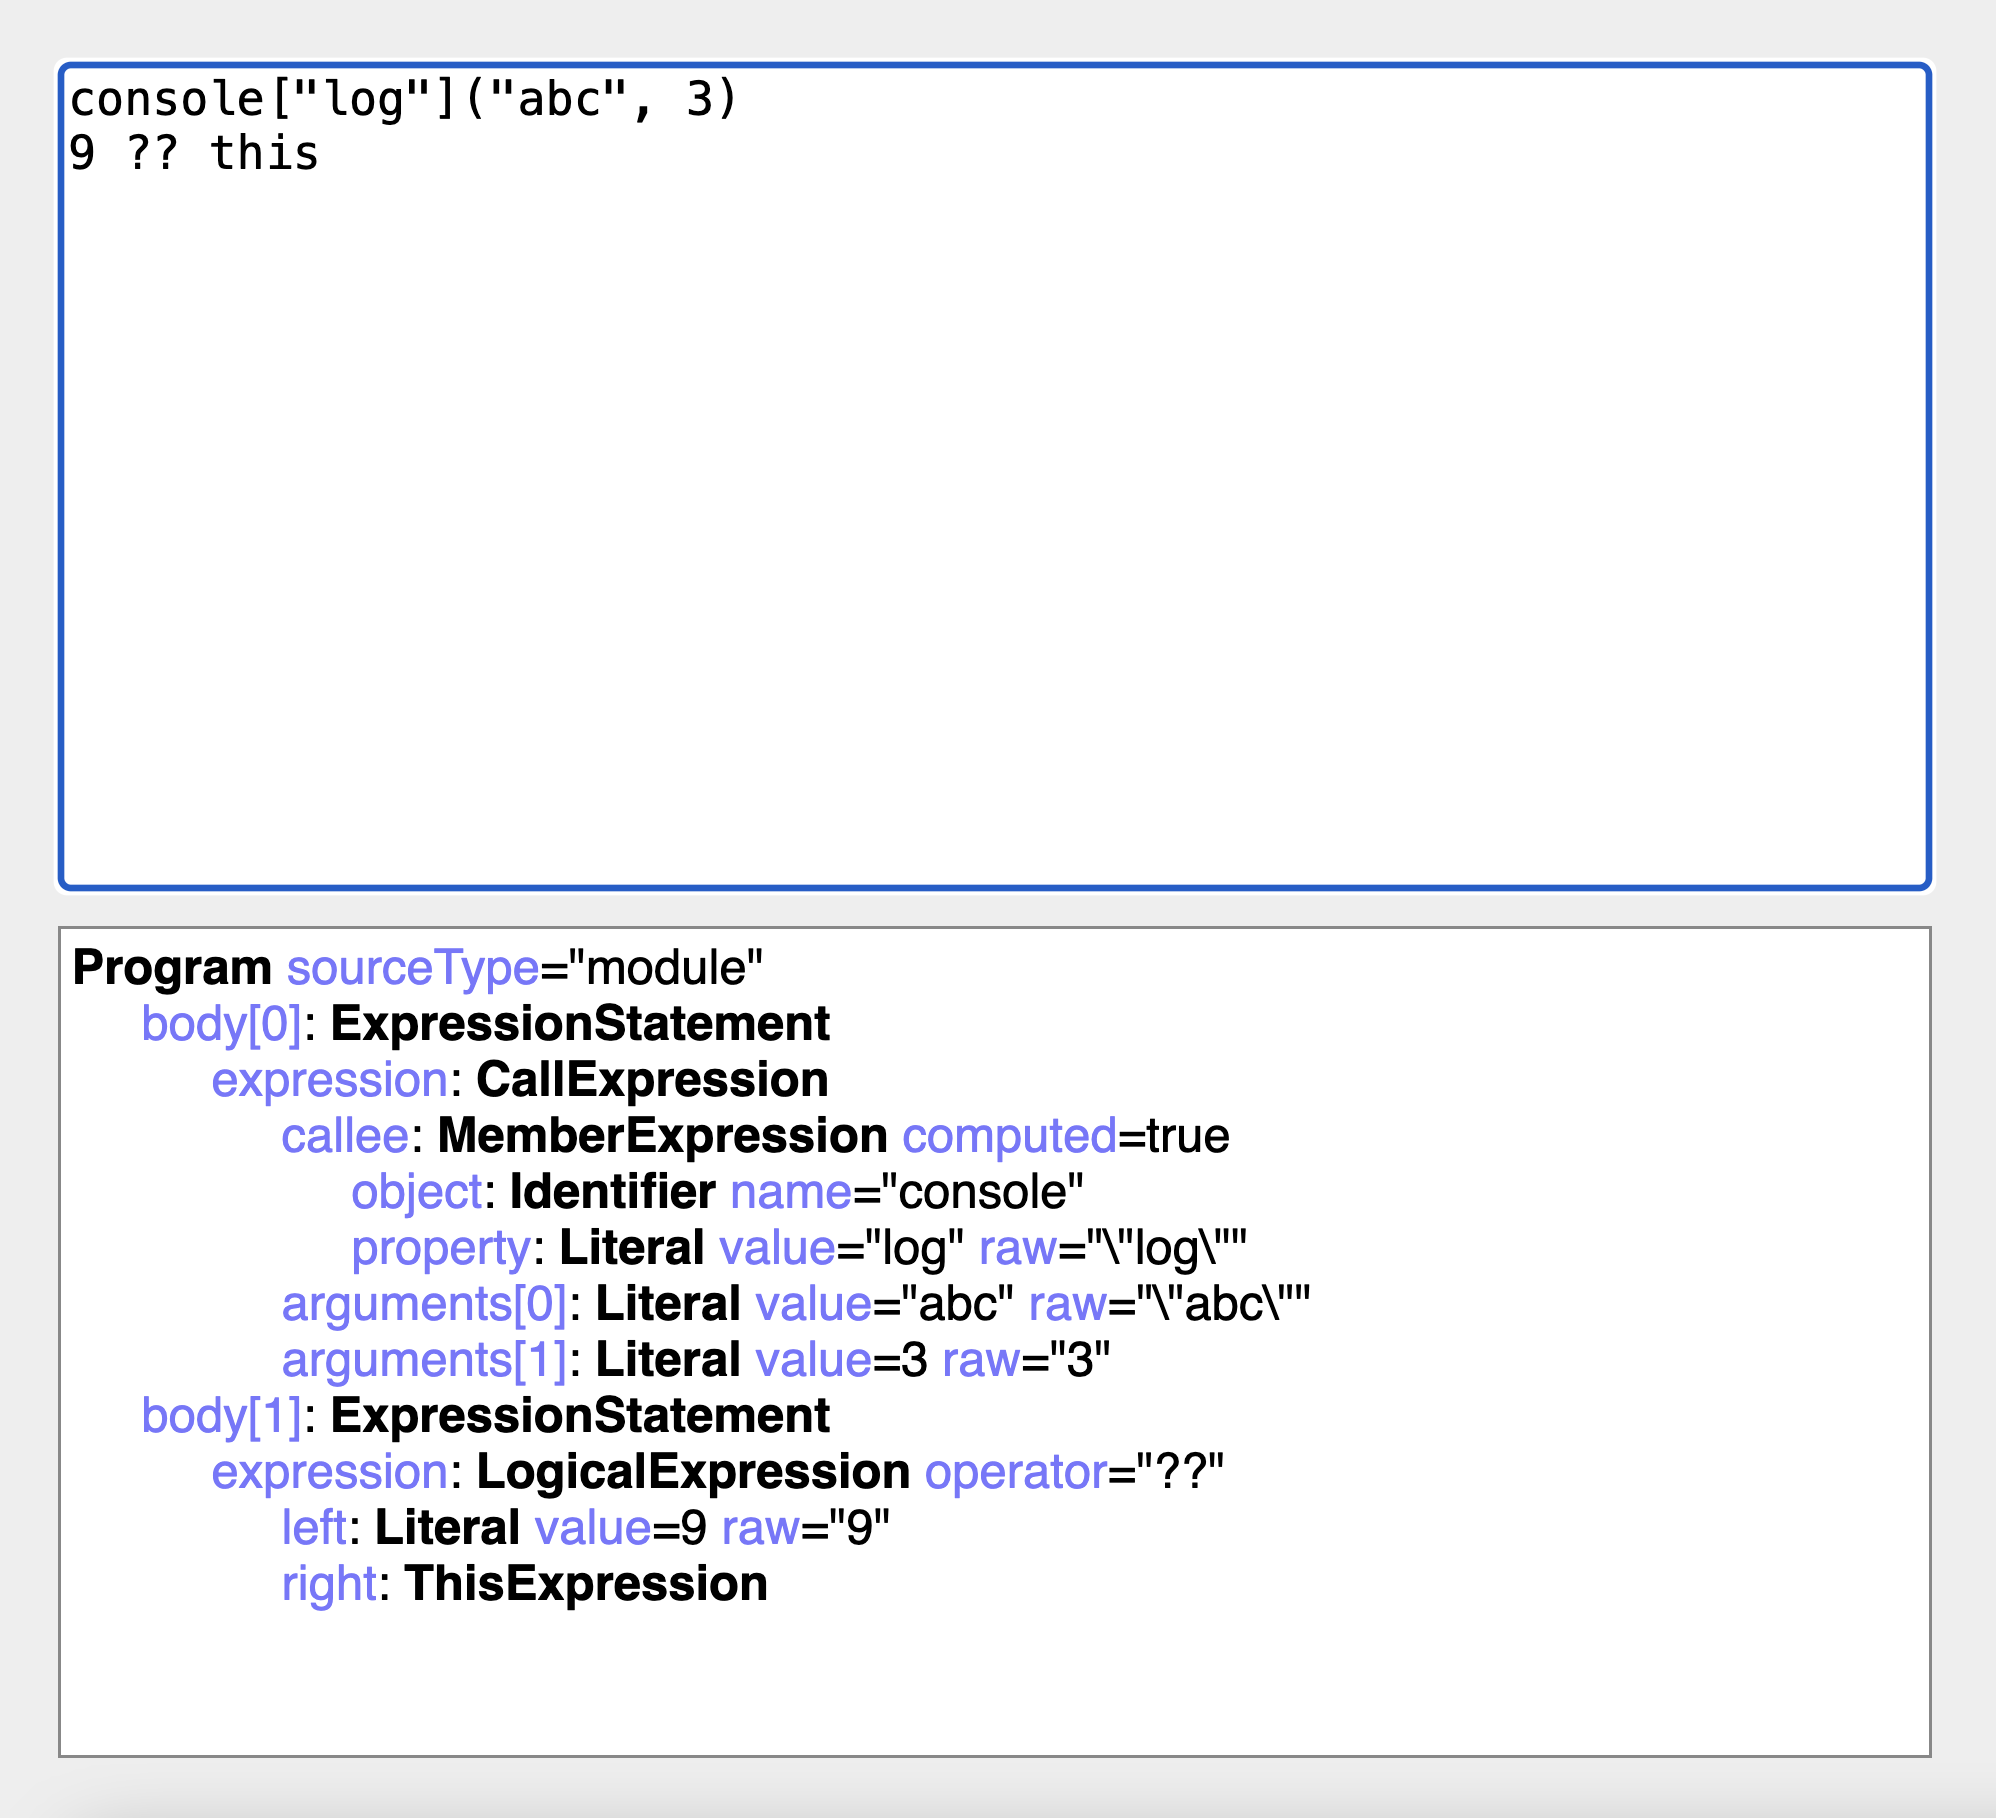 console["log"]("abc", 3)
9 ?? this
Program sourceType="module"
body[0]: ExpressionStatement
expression: CallExpression
callee: MemberExpression computed=true
object: Identifier name="console"
property: Literal value="log" raw="\"log\""
arguments[0]: Literal value="abc" raw="\"abc\""
arguments[1]: Literal value=3 raw="3"
body[1]: ExpressionStatement
expression: LogicalExpression operator="??"
left: Literal value=9 raw="9"
right: ThisExpression